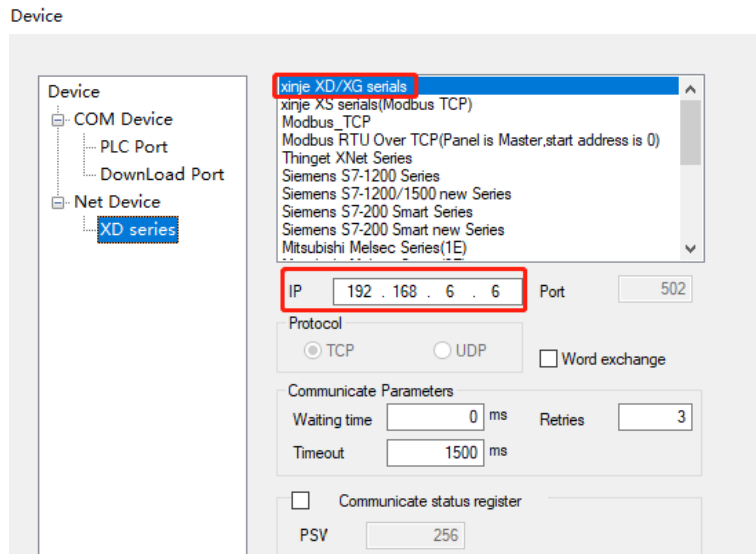 Device
Device
COM Device
PLC Port
DownLoad Port
Net Device
XD series
xinje XD/XG serials
xinje XS serials(Modbus TCP)
Modbus_TCP
Modbus RTU Over TCP(Panel is Master,start address is 0)
Thinget XNet Series
Siemens S7-1200 Series
Siemens S7-1200/1500 new Series
Siemens S7-200 Smart Series
Siemens S7-200 Smart new Series
Mitsubishi Melsec Series(1E)
IP 192 . 168 . 6 . 6 Port 502
Protocol
TCP UDP Word exchange
Communicate Parameters
Waiting time 0 ms Retries 3
Timeout 1500 ms
Communicate status register
PSW 256